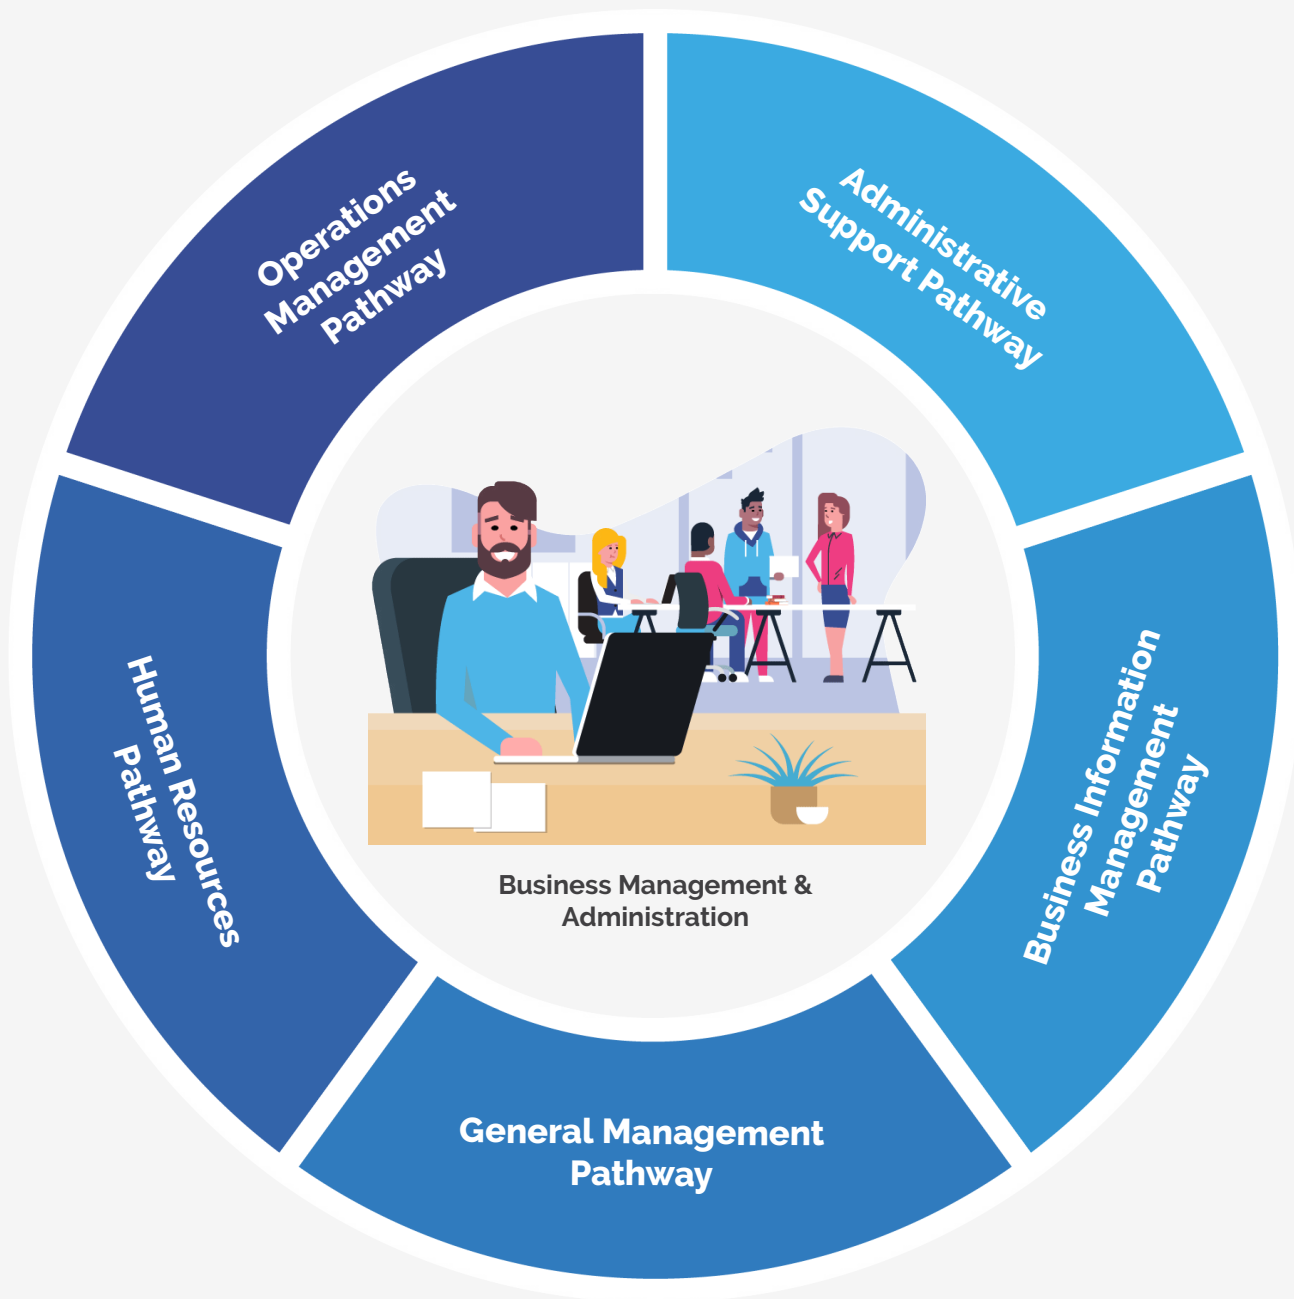 Operations
Management
Pathway
Administrative
Support Pathway
Business Information
Management
Pathway
General Management
Pathway
Human Resources
Pathway
Business Management &
Administration